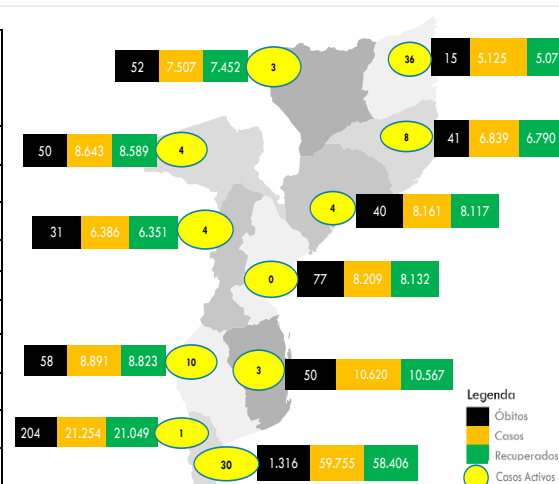 36 15 5.125 5.07
52 7.507 7.452 3
8 41 6.839 6.790
50 8.643 8.589 4
4 40 8.161 8.117
31 6.386 6.351 4
0 77 8.209 8.132
58 8.891 8.823 10
3 50 10.620 10.567
Legenda
Óbitos
Casos
Recuperados
Casos Activos
204 21.254 21.049 1
30 1.316 59.755 58.406